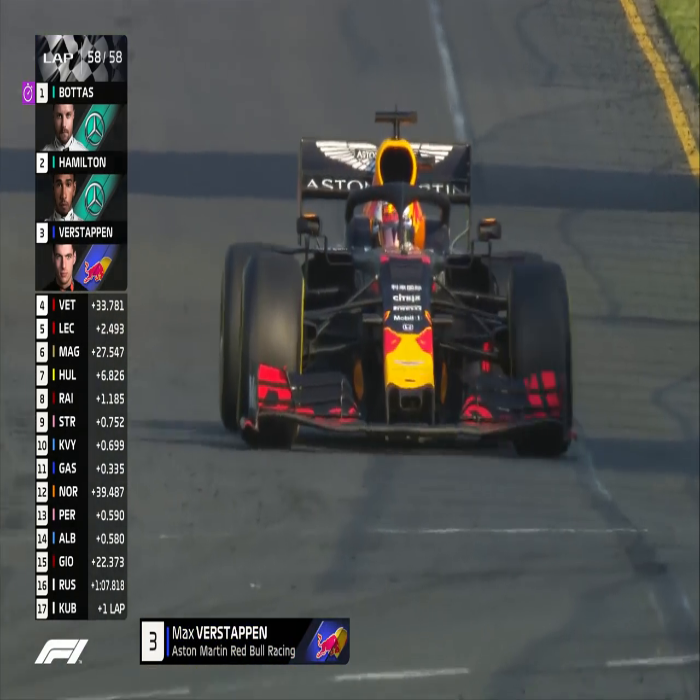 LAP 58/58
1 BOTTAS
2 HAMILTON
3 VERSTAPPEN
4 VET +33.781
5 LEC +2.493
6 MAG +27.547
7 HUL +6.826
8 RAI +1.185
9 STR +0.752
10 KVY +0.699
11 GAS +0.335
12 NOR +39.487
13 PER +0.590
14 ALB +0.580
15 GIO +22.373
16 RUS +1:07.818
17 KUB +1 LAP
ASTON MARTIN
citrix
Mobil 1
F1
3 Max VERSTAPPEN
Aston Martin Red Bull Racing